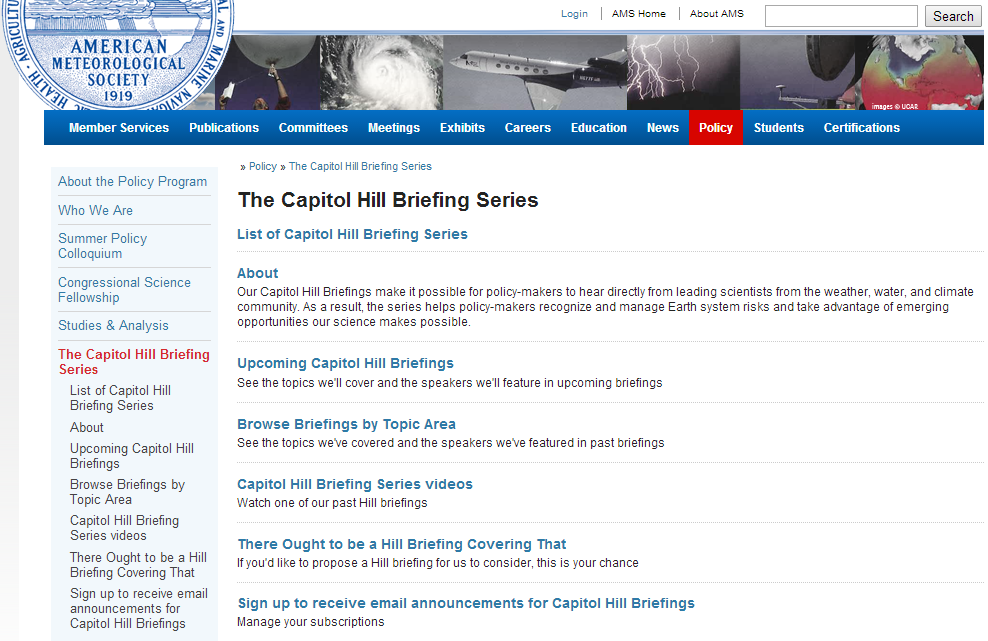 AL AND MARINE NAVIGA
HEALTH · AGRICULTU
AMERICAN
METEOROLOGICAL
SOCIETY
1919
Login
AMS Home
About AMS
Search
images © UCAR
Member Services
Publications
Committees
Meetings
Exhibits
Careers
Education
News
Policy
Students
Certifications
About the Policy Program
Who We Are
Summer Policy
Colloquium
Congressional Science
Fellowship
Studies & Analysis
The Capitol Hill Briefing
Series
List of Capitol Hill
Briefing Series
About
Upcoming Capitol Hill
Briefings
Browse Briefings by
Topic Area
Capitol Hill Briefing
Series videos
There Ought to be a Hill
Briefing Covering That
Sign up to receive email
announcements for
Capitol Hill Briefings
» Policy » The Capitol Hill Briefing Series
The Capitol Hill Briefing Series
List of Capitol Hill Briefing Series
About
Our Capitol Hill Briefings make it possible for policy-makers to hear directly from leading scientists from the weather, water, and climate
community. As a result, the series helps policy-makers recognize and manage Earth system risks and take advantage of emerging
opportunities our science makes possible.
Upcoming Capitol Hill Briefings
See the topics we'll cover and the speakers we'll feature in upcoming briefings
Browse Briefings by Topic Area
See the topics we've covered and the speakers we've featured in past briefings
Capitol Hill Briefing Series videos
Watch one of our past Hill briefings
There Ought to be a Hill Briefing Covering That
If you'd like to propose a Hill briefing for us to consider, this is your chance
Sign up to receive email announcements for Capitol Hill Briefings
Manage your subscriptions